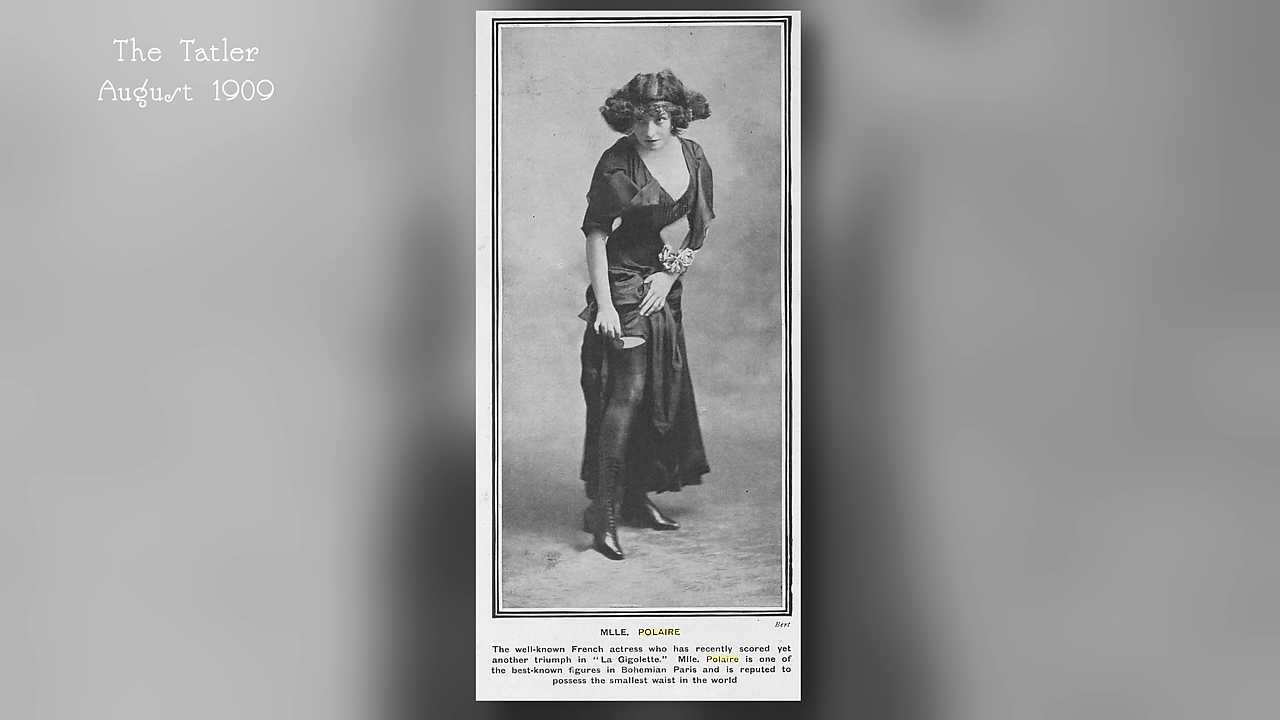 The Tatler
August 1909
Bert
MLLE. POLAIRE
The well-known French actress who has recently scored yet
another triumph in “La Gigolette.” Mlle. Polaire is one of
the best-known figures in Bohemian Paris and is reputed to
possess the smallest waist in the world